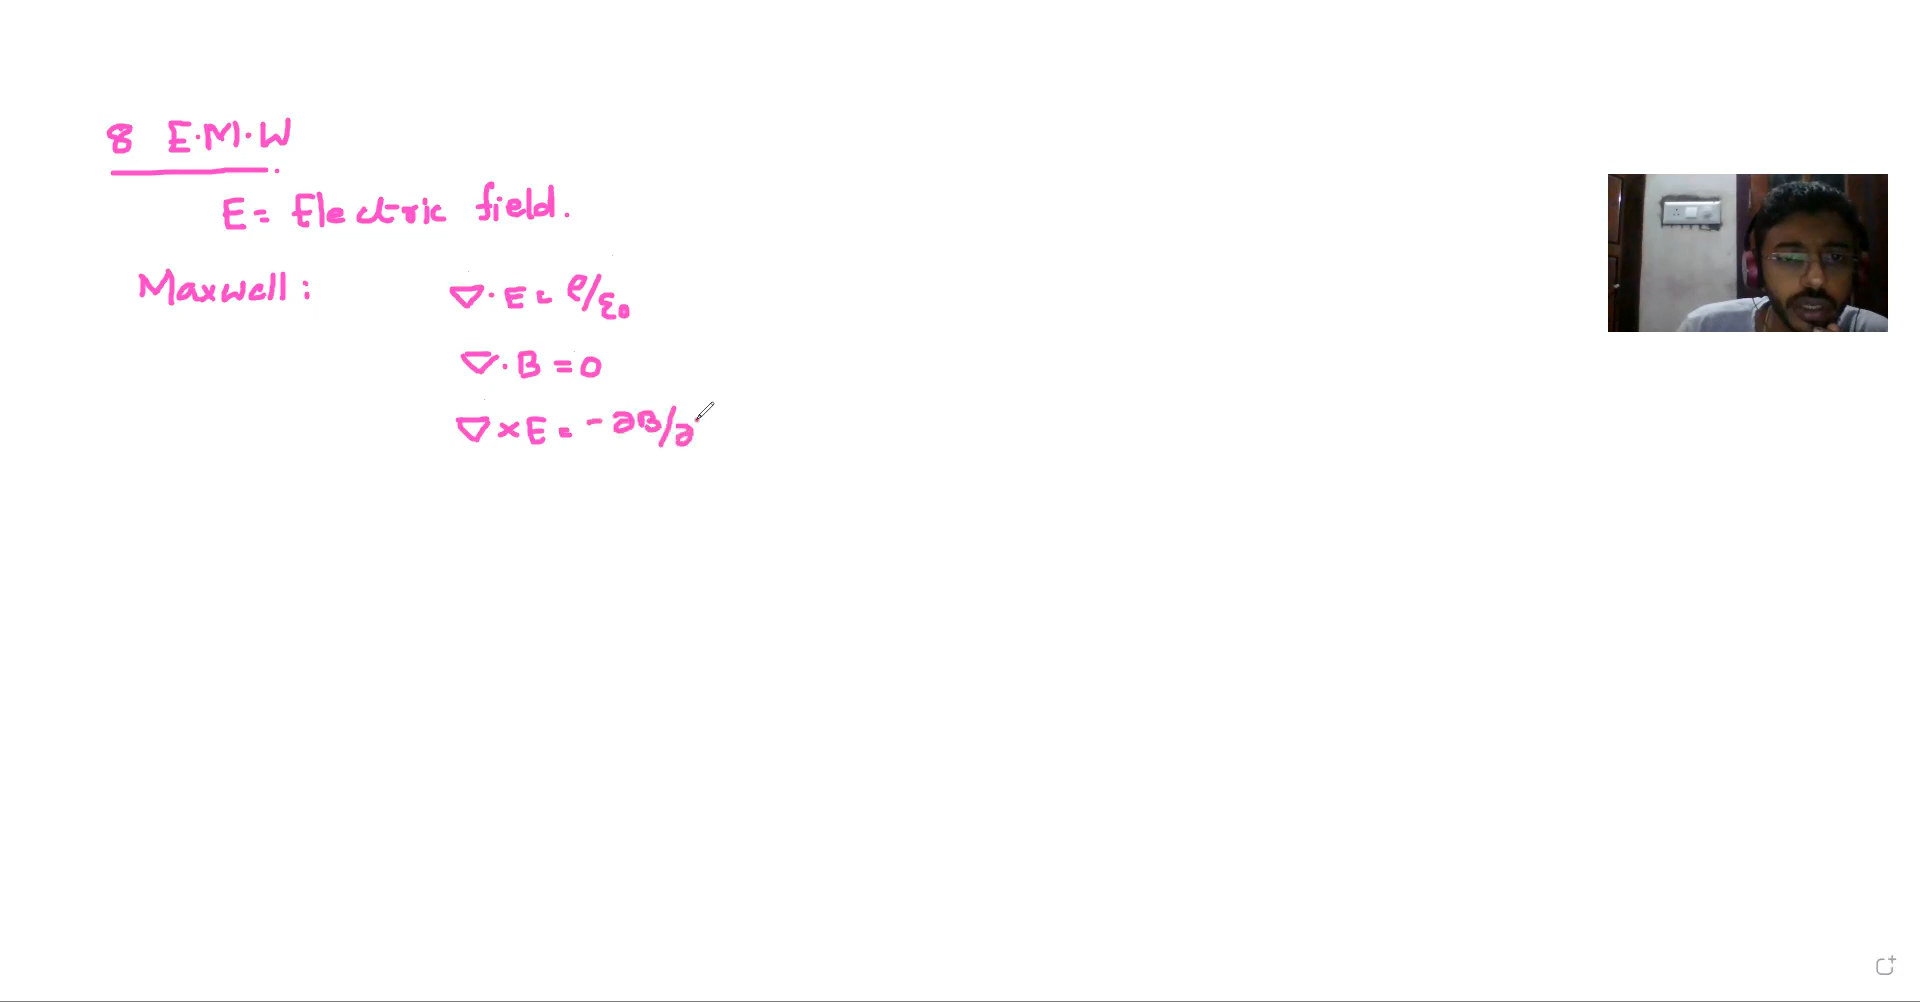 8 E.M.W
E = Electric field.
Maxwell : ∇ · E = ρ/ε₀
∇ · B = 0
∇ × E = - ∂B/∂